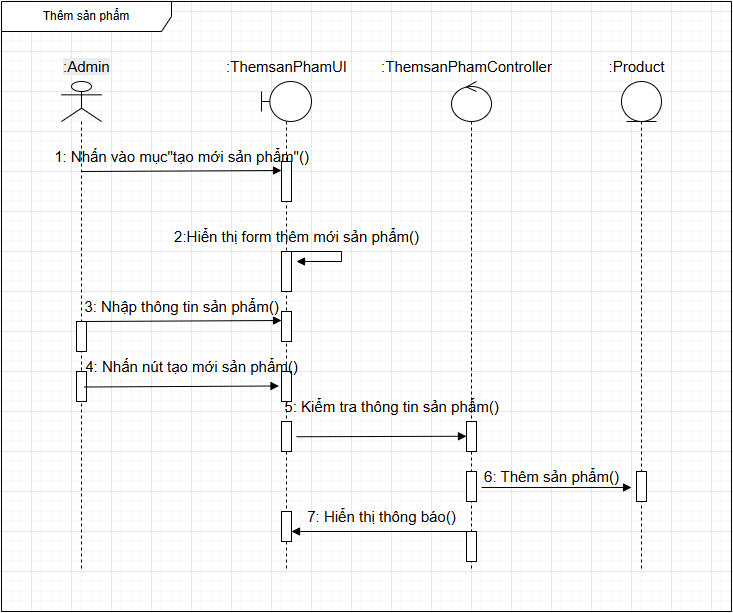 Thêm sản phẩm
:Admin
:ThemsanPhamUI
:ThemsanPhamController
:Product
1: Nhấn vào mục"tạo mới sản phẩm"()
2:Hiển thị form thêm mới sản phẩm()
3: Nhập thông tin sản phẩm()
4: Nhấn nút tạo mới sản phẩm()
5: Kiểm tra thông tin sản phẩm()
6: Thêm sản phẩm()
7: Hiển thị thông báo()